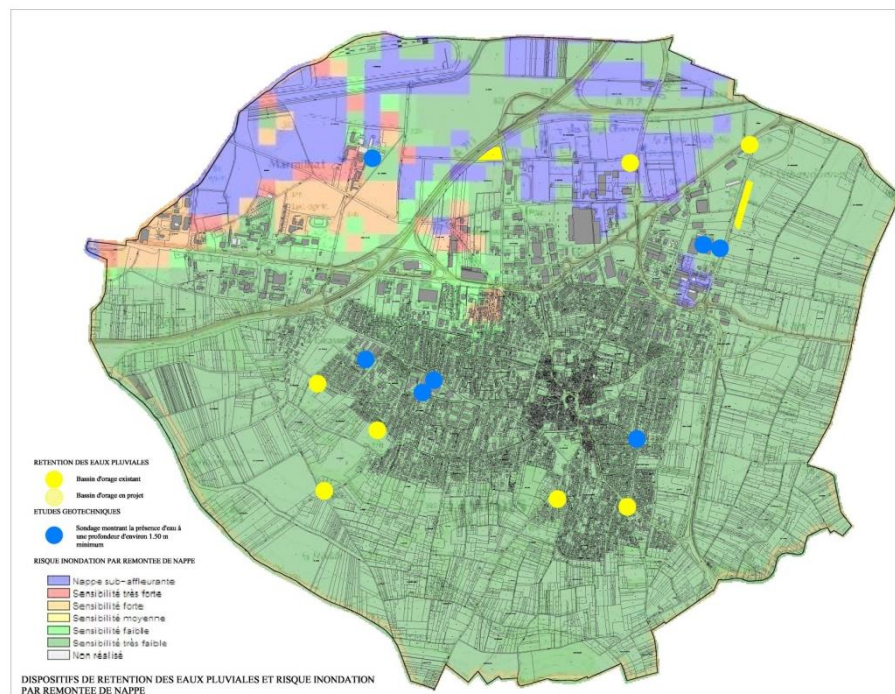 RETENTION DES EAUX PLUVIALES
Bassin d'orage existant
Bassin d'orage en projet
ETUDES GEOTECHNIQUES
Sondage montrant la présence d'eau à
une profondeur d'environ 1.50 m
minimum
RISQUE INONDATION PAR REMONTEE DE NAPPE
Nappe sub-affleurante
Sensibilité très forte
Sensibilité forte
Sensibilité moyenne
Sensibilité faible
Sensibilité très faible
Non réalisé
DISPOSITIFS DE RETENTION DES EAUX PLUVIALES ET RISQUE INONDATION
PAR REMONTEE DE NAPPE